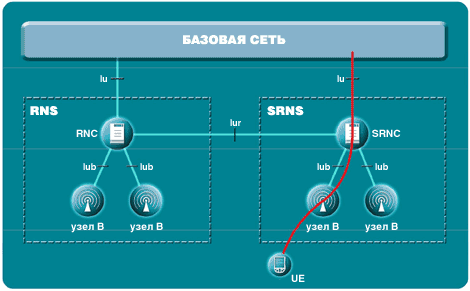 БАЗОВАЯ СЕТЬ
Iu
Iu
RNS
SRNS
RNC
Iur
SRNC
Iub
Iub
Iub
Iub
узел B
узел B
узел B
узел B
UE